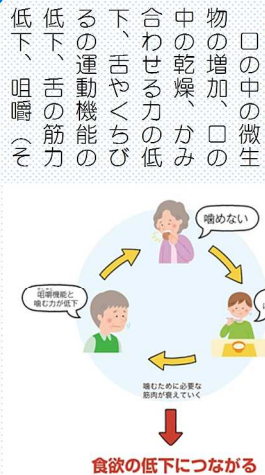 口の中の微生
物の増加、口の
中の乾燥、かみ
合わせる力の低
下、舌やくちび
るの運動機能の
低下、舌の筋力
低下、咀嚼（そ
噛めない
咀嚼機能と
噛む力が低下
噛むために必要な
筋肉が衰えていく
食欲の低下につながる